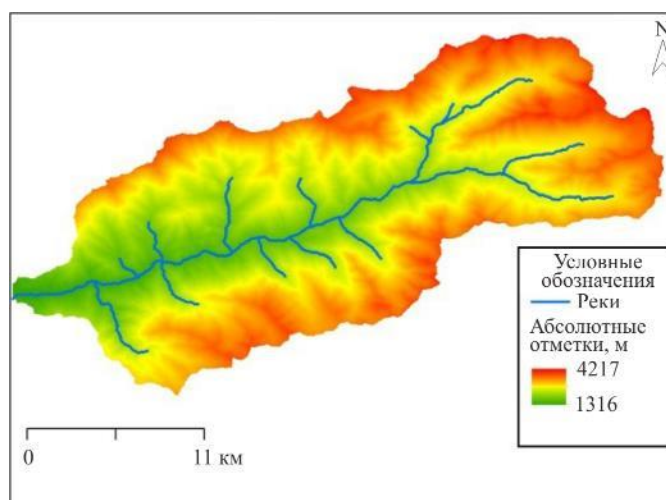 N
Условные
обозначения
Реки
Абсолютные
отметки, м
4217
1316
0 11 км